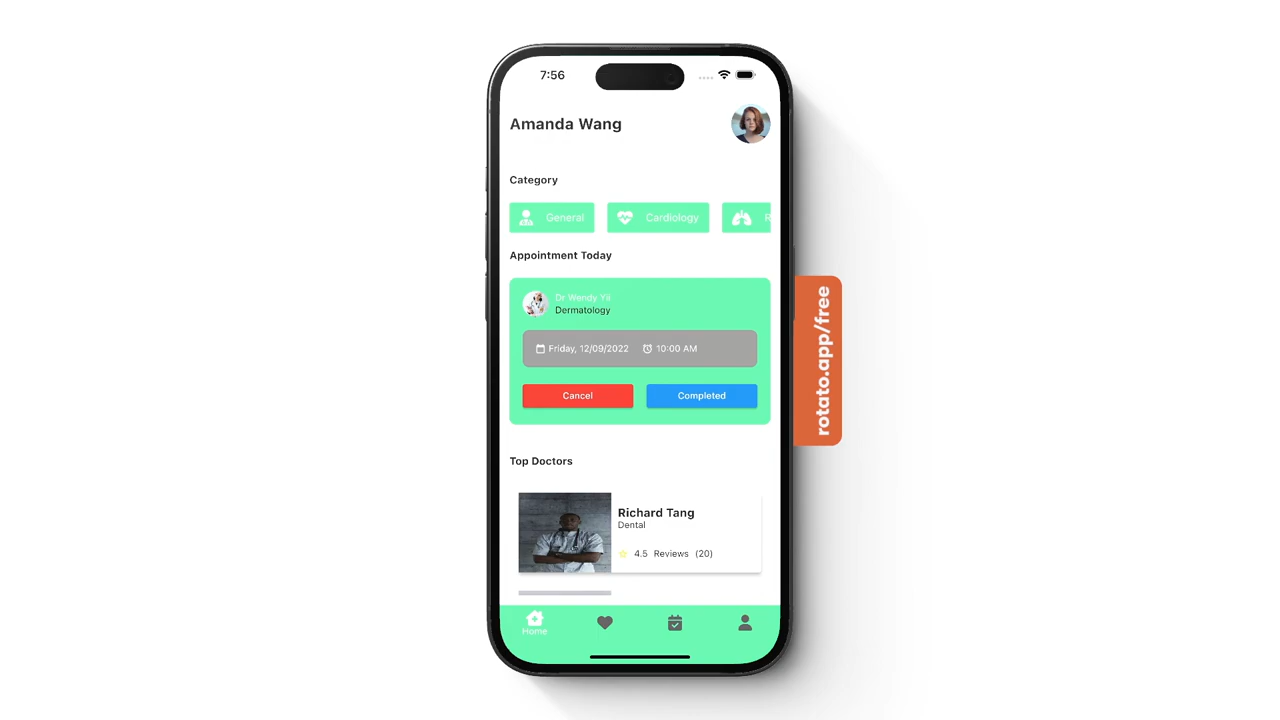 7:56
Amanda Wang
Category
General Cardiology R
Appointment Today
Dr Wendy Yii
Dermatology
Friday, 12/09/2022 10:00 AM
Cancel Completed
Top Doctors
Richard Tang
Dental
4.5 Reviews (20)
Home
rotato.app/free